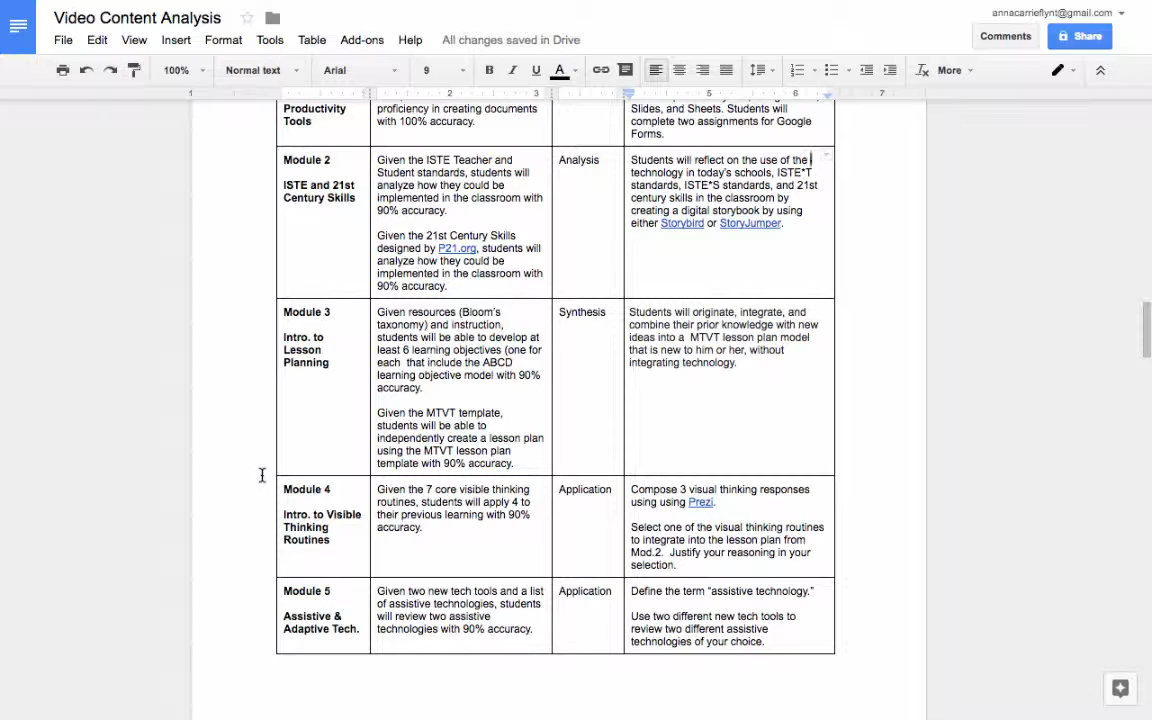 Video Content Analysis
annacarrieflynt@gmail.com
File Edit View Insert Format Tools Table Add-ons Help All changes saved in Drive
Comments
Share
100% Normal text Arial 9 B I U A More
1 1 2 3 5 6 7
Productivity
Tools
proficiency in creating documents
with 100% accuracy.
Slides, and Sheets. Students will
complete two assignments for Google
Forms.
Module 2
ISTE and 21st
Century Skills
Given the ISTE Teacher and
Student standards, students will
analyze how they could be
implemented in the classroom with
90% accuracy.
Given the 21st Century Skills
designed by P21.org, students will
analyze how they could be
implemented in the classroom with
90% accuracy.
Analysis
Students will reflect on the use of the
technology in today's schools, ISTE*T
standards, ISTE*S standards, and 21st
century skills in the classroom by
creating a digital storybook by using
either Storybird or StoryJumper.
Module 3
Intro. to
Lesson
Planning
Given resources (Bloom's
taxonomy) and instruction,
students will be able to develop at
least 6 learning objectives (one for
each  that include the ABCD
learning objective model with 90%
accuracy.
Given the MTVT template,
students will be able to
independently create a lesson plan
using the MTVT lesson plan
template with 90% accuracy.
Synthesis
Students will originate, integrate, and
combine their prior knowledge with new
ideas into a  MTVT lesson plan model
that is new to him or her, without
integrating technology.
Module 4
Intro. to Visible
Thinking
Routines
Given the 7 core visible thinking
routines, students will apply 4 to
their previous learning with 90%
accuracy.
Application
Compose 3 visual thinking responses
using using Prezi.
Select one of the visual thinking routines
to integrate into the lesson plan from
Mod.2.  Justify your reasoning in your
selection.
Module 5
Assistive &
Adaptive Tech.
Given two new tech tools and a list
of assistive technologies, students
will review two assistive
technologies with 90% accuracy.
Application
Define the term "assistive technology."
Use two different new tech tools to
review two different assistive
technologies of your choice.